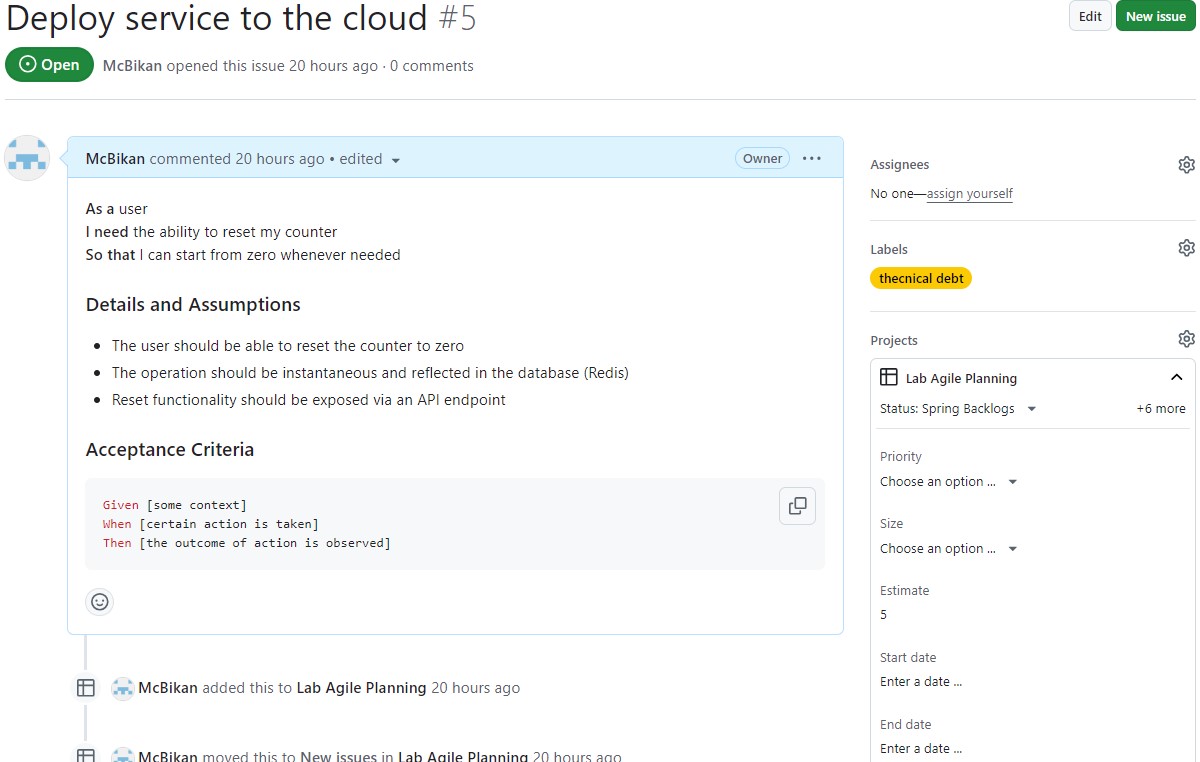 Deploy service to the cloud #5
Edit
New issue
Open
McBikan opened this issue 20 hours ago · 0 comments
McBikan commented 20 hours ago • edited
Owner
As a user
I need the ability to reset my counter
So that I can start from zero whenever needed
Details and Assumptions
• The user should be able to reset the counter to zero
• The operation should be instantaneous and reflected in the database (Redis)
• Reset functionality should be exposed via an API endpoint
Acceptance Criteria
Given [some context]
When [certain action is taken]
Then [the outcome of action is observed]
McBikan added this to Lab Agile Planning 20 hours ago
McBikan moved this to New issues in Lab Agile Planning 20 hours ago
Assignees
No one—assign yourself
Labels
thecnical debt
Projects
Lab Agile Planning
Status: Spring Backlogs
+6 more
Priority
Choose an option ...
Size
Choose an option ...
Estimate
5
Start date
Enter a date ...
End date
Enter a date ...